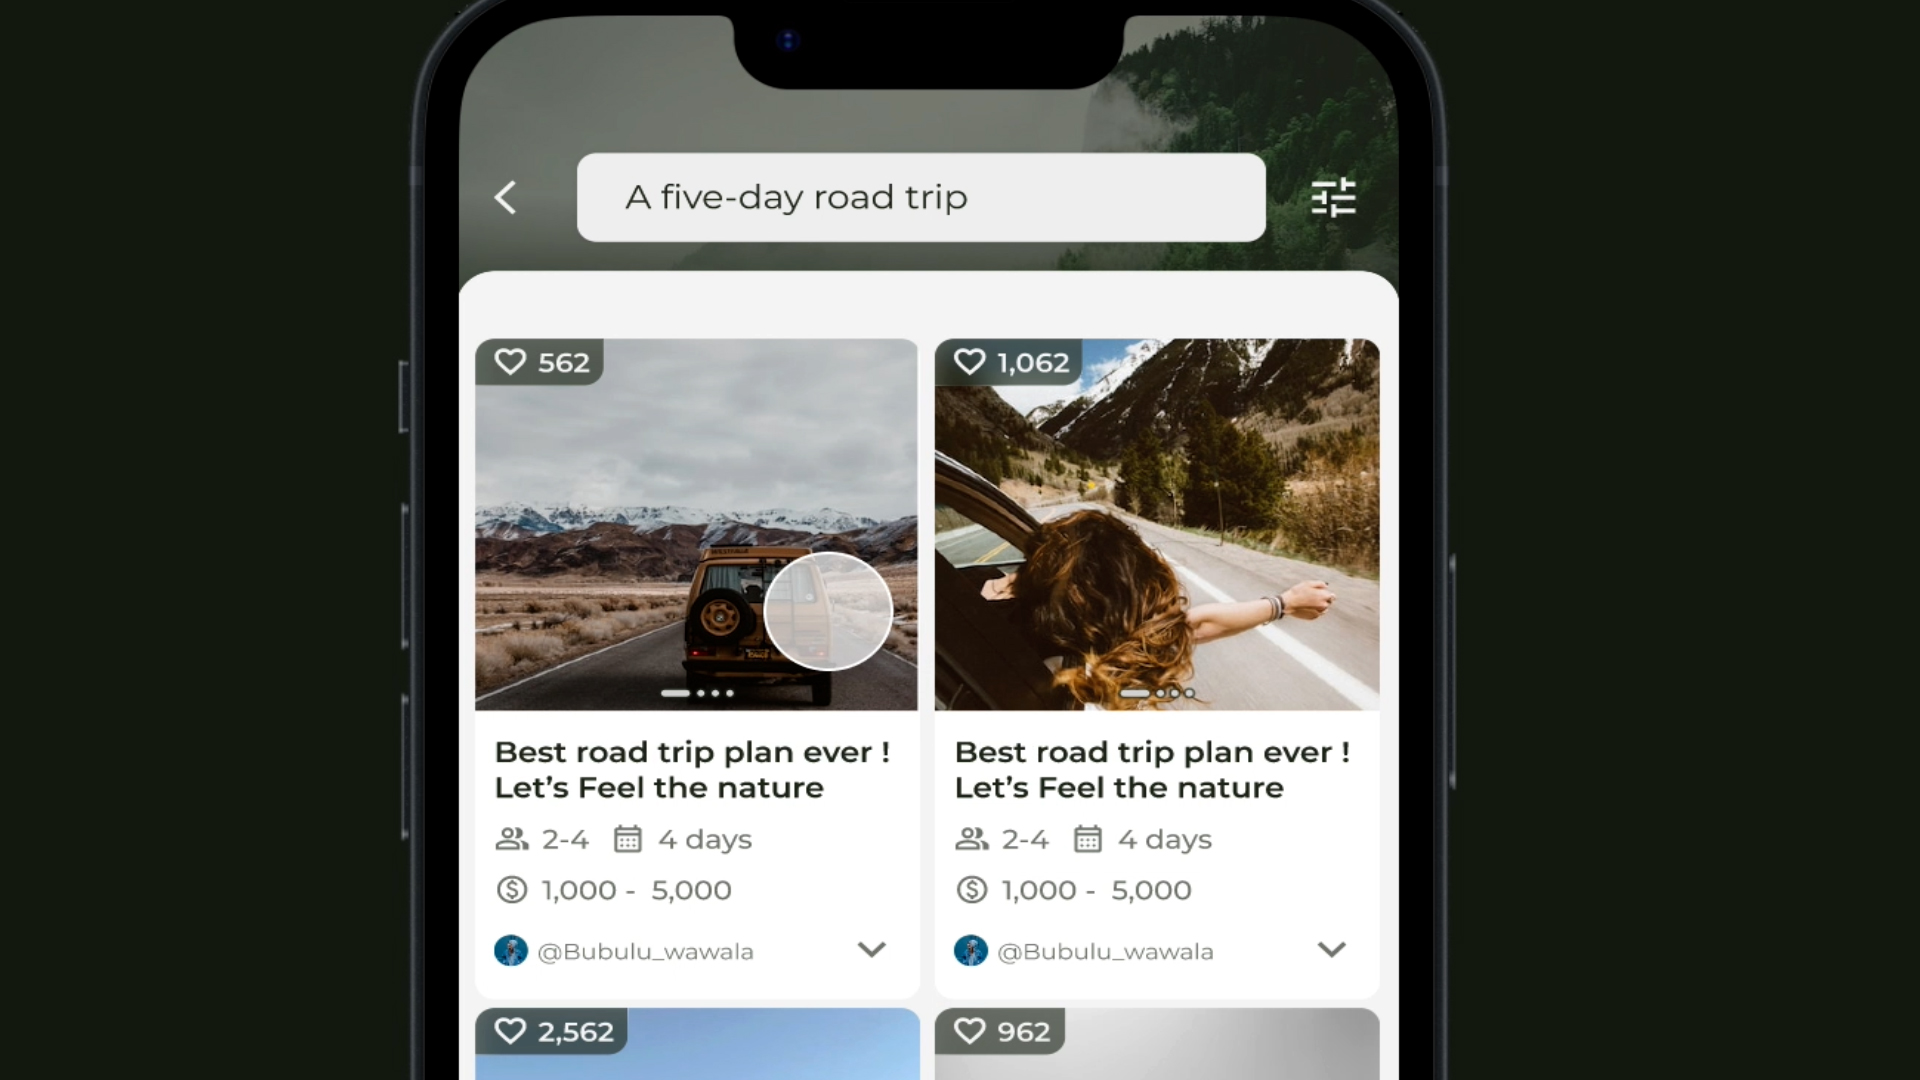 A five-day road trip
562
1,062
Best road trip plan ever !
Let's Feel the nature
2-4 4 days
1,000 - 5,000
@Bubulu_wawala
Best road trip plan ever !
Let's Feel the nature
2-4 4 days
1,000 - 5,000
@Bubulu_wawala
2,562
962